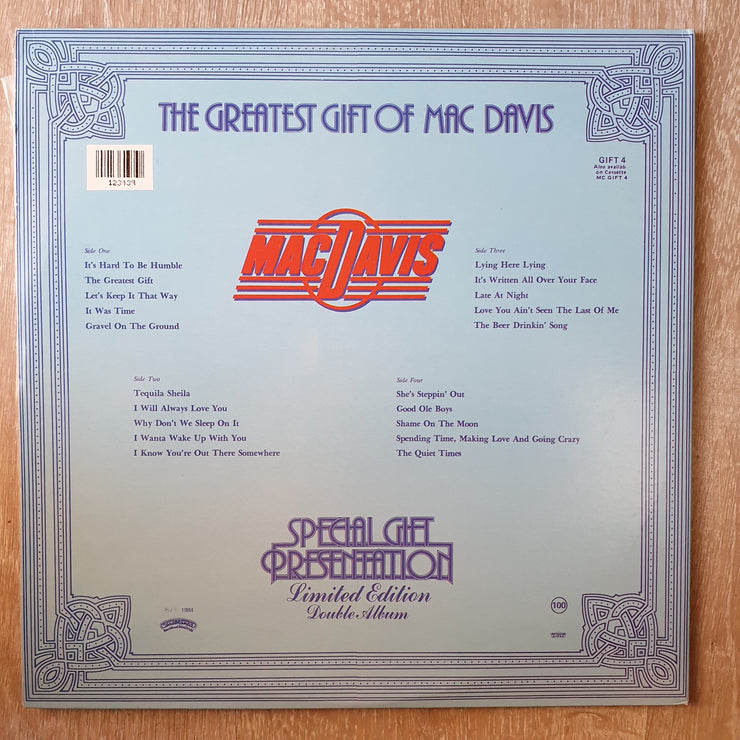 THE GREATEST GIFT OF MAC DAVIS
123439
GIFT 4
Also availab
on Cassette
MC GIFT 4
MAC DAVIS
Side One
It's Hard To Be Humble
The Greatest Gift
Let's Keep It That Way
It Was Time
Gravel On The Ground
Side Three
Lying Here Lying
It's Written All Over Your Face
Late At Night
Love You Ain't Seen The Last Of Me
The Beer Drinkin' Song
Side Two
Tequila Sheila
I Will Always Love You
Why Don't We Sleep On It
I Wanta Wake Up With You
I Know You're Out There Somewhere
Side Four
She's Steppin' Out
Good Ole Boys
Shame On The Moon
Spending Time, Making Love And Going Crazy
The Quiet Times
SPECIAL GIFT
PRESENTATION
Limited Edition
Double Album
1984
100